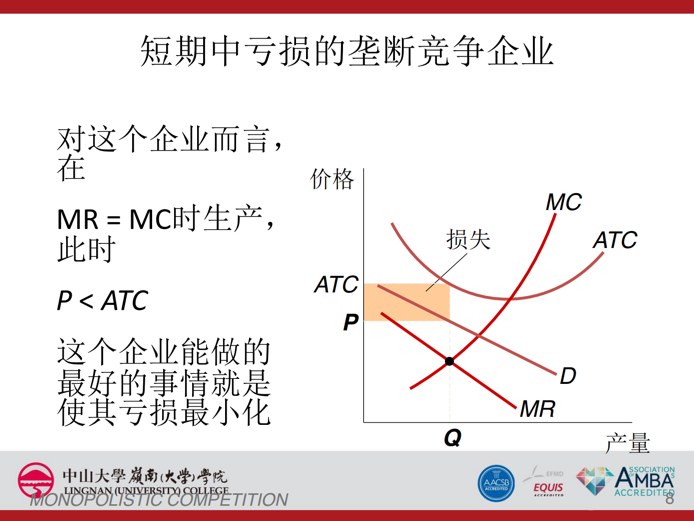 短期中亏损的垄断竞争企业
对这个企业而言，
在
MR = MC时生产，
此时
P < ATC
这个企业能做的
最好的事情就是
使其亏损最小化
价格
MC
损失
ATC
ATC
P
D
MR
Q
产量
中山大學嶺南(大學)學院
LINGNAN (UNIVERSITY) COLLEGE
MONOPOLISTIC COMPETITION
AACSB
ACCREDITED
EFMD
EQUIS
ACCREDITED
ASSOCIATION
OF MBAS
AMBA
ACCREDITED
8